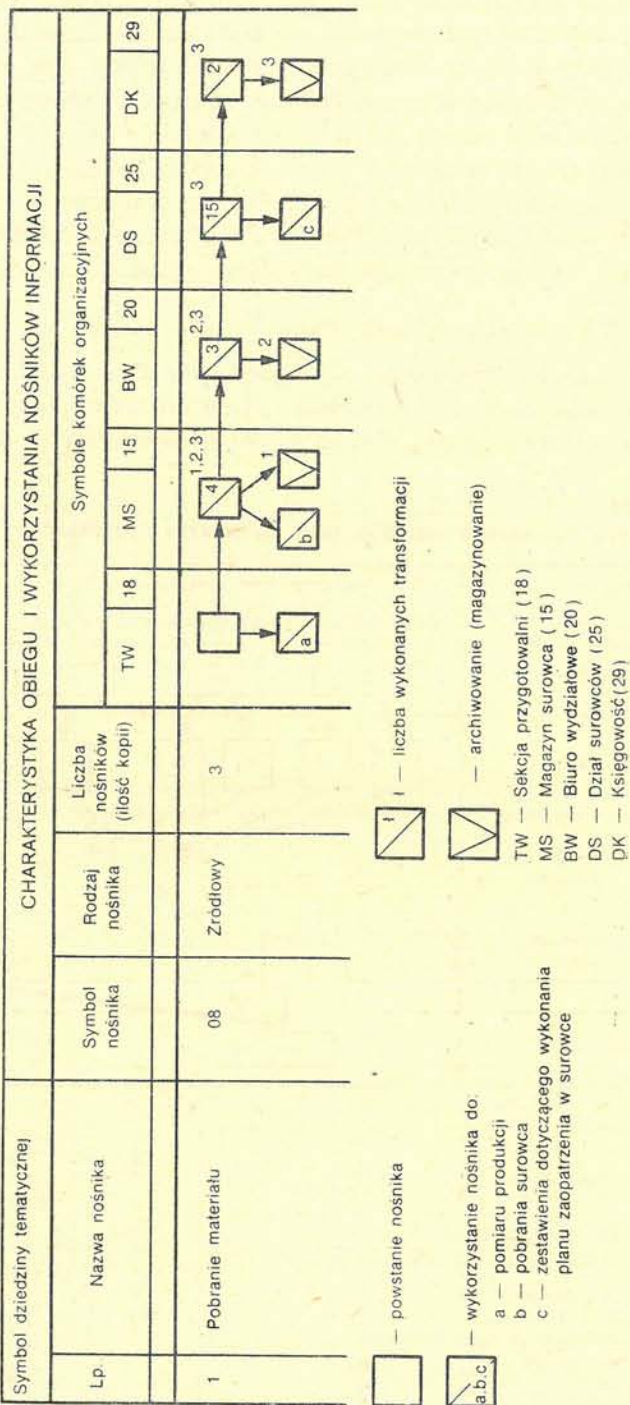 Symbol dziedziny tematycznej
CHARAKTERYSTYKA OBIEGU I WYKORZYSTANIA NOŚNIKÓW INFORMACJI
Lp.
Nazwa nośnika
Symbol
nośnika
Rodzaj
nośnika
Liczba
nośników
(ilość kopii)
Symbole komórek organizacyjnych
TW 18 MS 15 BW 20 DS 25 DK 29
1 Pobranie materiału 08 Zródłowy 3
1,2,3 2,3 3 3
4 3 15 2
1 2 3
a b c
— powstanie nośnika
a.b.c — wykorzystanie nośnika do:
a — pomiaru produkcji
b — pobrania surowca
c — zestawienia dotyczącego wykonania
planu zaopatrzenia w surowce
ł ł — liczba wykonanych transformacji
— archiwowanie (magazynowanie)
TW — Sekcja przygotowalni (18)
MS — Magazyn surowca (15)
BW — Biuro wydziałowe (20)
DS — Dział surowców (25)
DK — Księgowość (29)